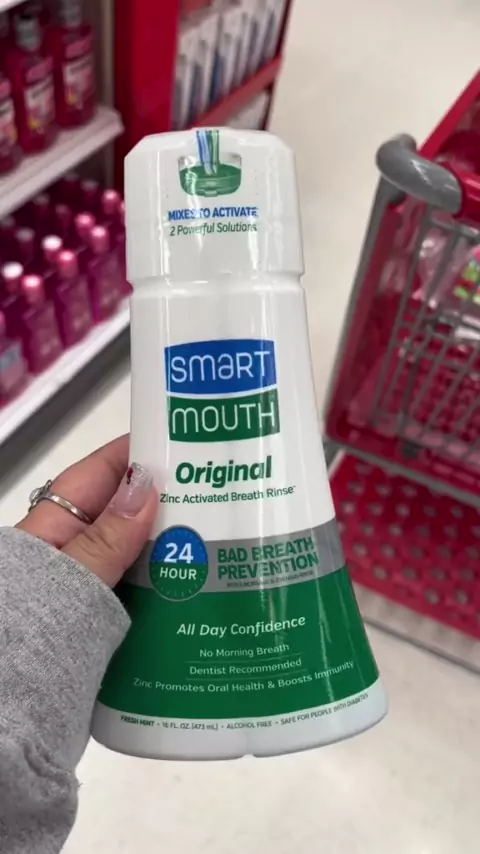 MIXES TO ACTIVATE
2 Powerful Solutions
SMART
MOUTH
Original
Zinc Activated Breath Rinse
24
HOUR
BAD BREATH
PREVENTION
All Day Confidence
No Morning Breath
Dentist Recommended
Zinc Promotes Oral Health & Boosts Immunity
FRESH MINT • 16 FL. OZ. (473 mL) • ALCOHOL FREE • SAFE FOR PEOPLE WITH DIABETES